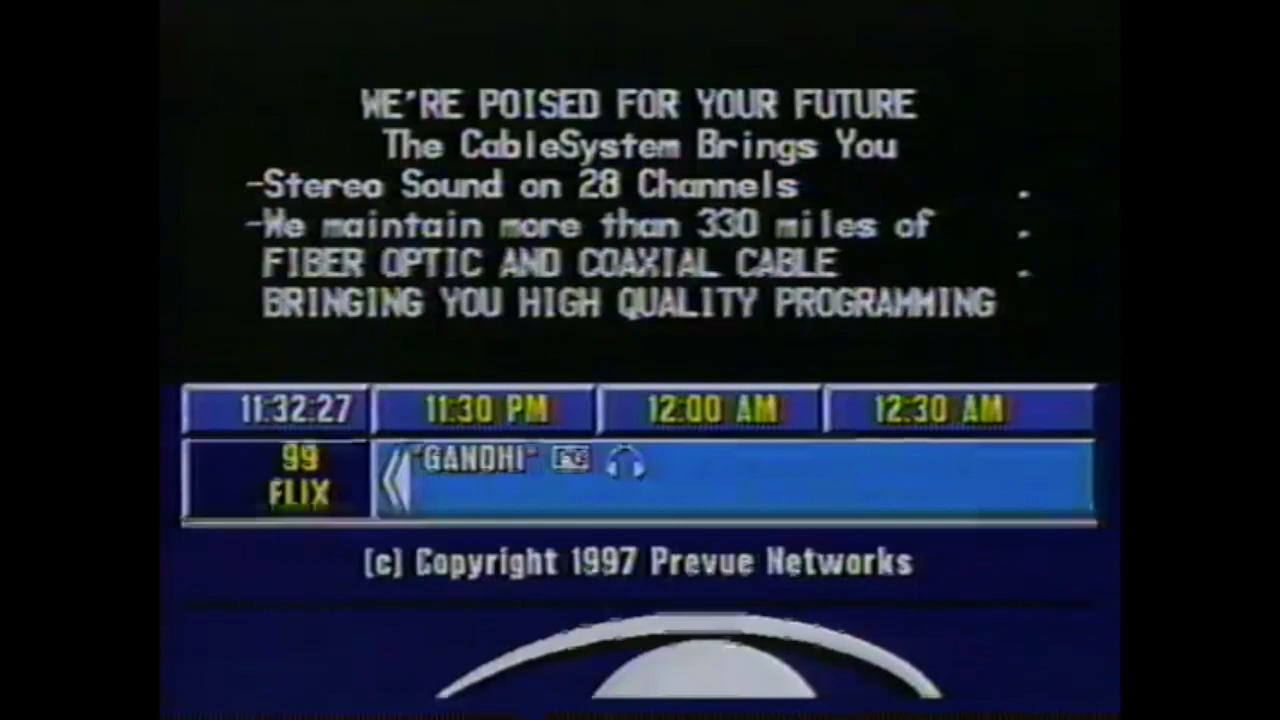 WE'RE POISED FOR YOUR FUTURE
The CableSystem Brings You
-Stereo Sound on 28 Channels .
-We maintain more than 330 miles of .
FIBER OPTIC AND COAXIAL CABLE .
BRINGING YOU HIGH QUALITY PROGRAMMING
11:32:27 11:30 PM 12:00 AM 12:30 AM
99 "GANDHI" PG
FLIX
(c) Copyright 1997 Prevue Networks